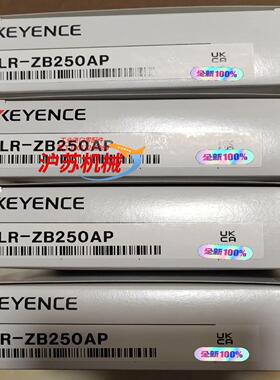 KEYENCE
LR-ZB250AP
UK
CA
全新100%
KEYENCE
LR-ZB250AP
UK
CA
全新100%
沪苏机械
KEYENCE
LR-ZB250AP
UK
CA
全新100%
KEYENCE
LR-ZB250AP
UK
CA
全新100%